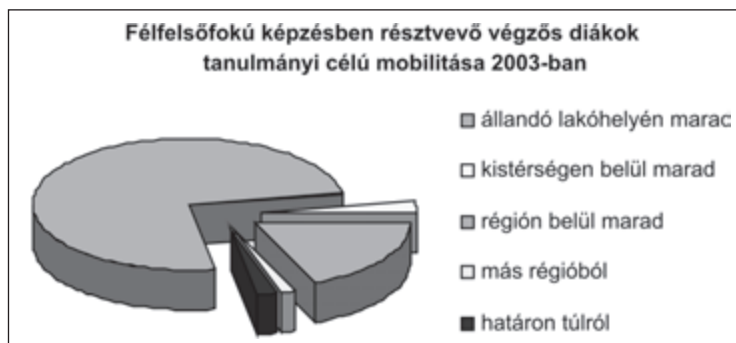 Félfelsőfokú képzésben résztvevő végzős diákok
tanulmányi célú mobilitása 2003-ban
állandó lakóhelyén marad
kistérségen belül marad
régión belül marad
más régióból
határon túlról